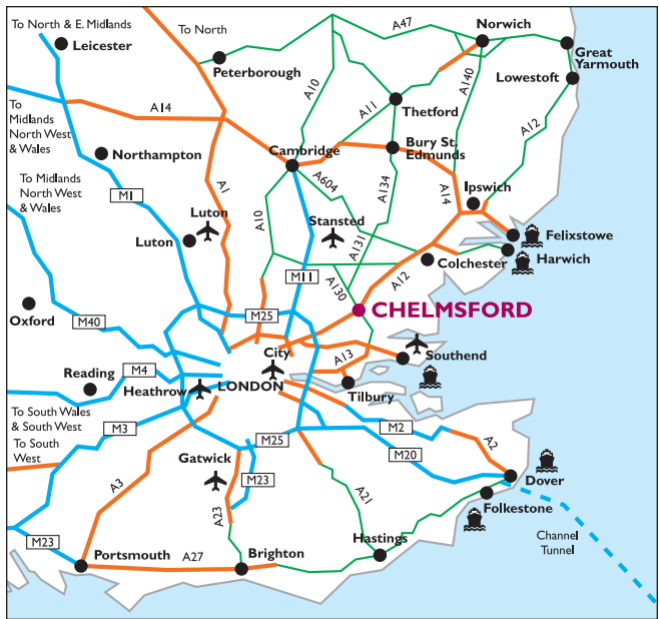 To North & E. Midlands
To North
A47
Norwich
Leicester
Great
Yarmouth
Peterborough
A10
A140
Lowestoft
To
Midlands
North West
& Wales
A14
A11
Thetford
A12
Northampton
Cambridge
Bury St.
Edmunds
To Midlands
North West
& Wales
M1
A1
A604
A134
A14
Ipswich
Luton
A10
Stansted
Felixstowe
Luton
A131
Harwich
M11
A12
Colchester
A130
Oxford
M40
M25
CHELMSFORD
City
A13
Southend
Reading
M4
Heathrow
LONDON
Tilbury
To South Wales
& South West
M3
M25
M2
A2
To South
West
Gatwick
M20
M23
Dover
A3
A21
Folkestone
A23
M23
Hastings
Channel
Tunnel
Portsmouth
A27
Brighton